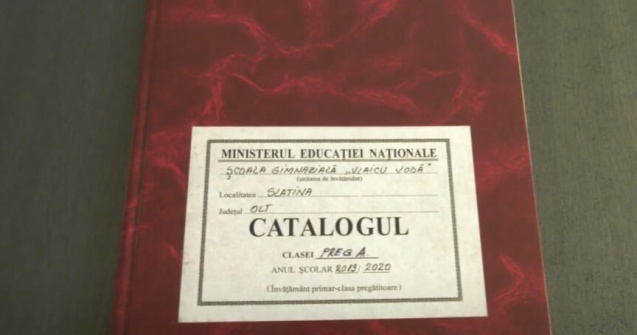 MINISTERUL EDUCAȚIEI NAȚIONALE
ȘCOALA GIMNAZIALĂ „VLAICU VODĂ"
(unitatea de învățământ)
Localitatea SLATINA
Județul OLT
CATALOGUL
CLASEI PREG A.
ANUL ȘCOLAR 2019/2020
(Învățământ primar-clasa pregătitoare)